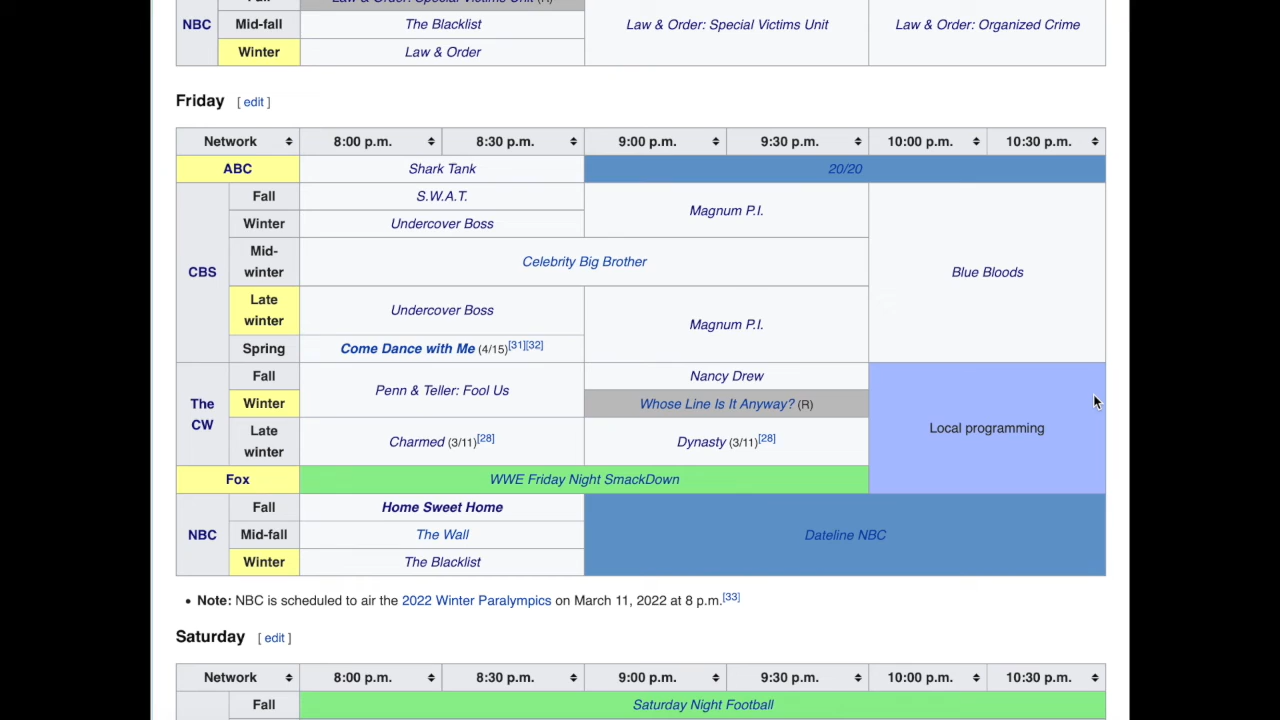 Law & Order: Special Victims Unit (R)
NBC Mid-fall The Blacklist Law & Order: Special Victims Unit Law & Order: Organized Crime
Winter Law & Order
Friday [ edit ]
Network 8:00 p.m. 8:30 p.m. 9:00 p.m. 9:30 p.m. 10:00 p.m. 10:30 p.m.
ABC Shark Tank 20/20
Fall S.W.A.T.
Magnum P.I.
Winter Undercover Boss
Mid-
winter
Celebrity Big Brother
CBS Blue Bloods
Late
winter
Undercover Boss
Magnum P.I.
Spring Come Dance with Me (4/15)[31][32]
Fall Nancy Drew
Penn & Teller: Fool Us
Winter Whose Line Is It Anyway? (R)
The
CW
Local programming
Late
winter
Charmed (3/11)[28] Dynasty (3/11)[28]
Fox WWE Friday Night SmackDown
Fall Home Sweet Home
NBC Mid-fall The Wall Dateline NBC
Winter The Blacklist
• Note: NBC is scheduled to air the 2022 Winter Paralympics on March 11, 2022 at 8 p.m.[33]
Saturday [ edit ]
Network 8:00 p.m. 8:30 p.m. 9:00 p.m. 9:30 p.m. 10:00 p.m. 10:30 p.m.
Fall Saturday Night Football